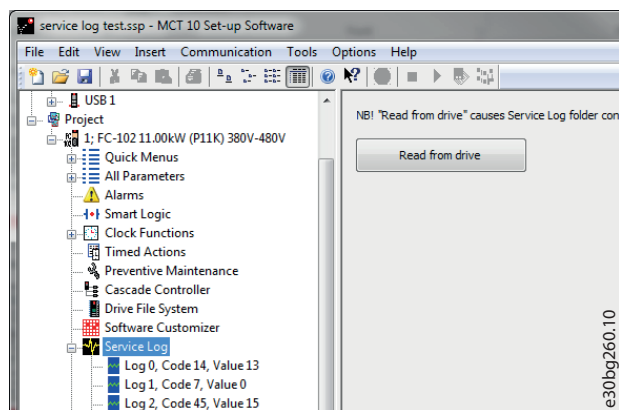 service log test.ssp - MCT 10 Set-up Software
File Edit View Insert Communication Tools Options Help
USB 1
Project
1; FC-102 11.00kW (P11K) 380V-480V
Quick Menus
All Parameters
Alarms
Smart Logic
Clock Functions
Timed Actions
Preventive Maintenance
Cascade Controller
Drive File System
Software Customizer
Service Log
Log 0, Code 14, Value 13
Log 1, Code 7, Value 0
Log 2, Code 45, Value 15
NB! "Read from drive" causes Service Log folder con
Read from drive
e30bg260.10